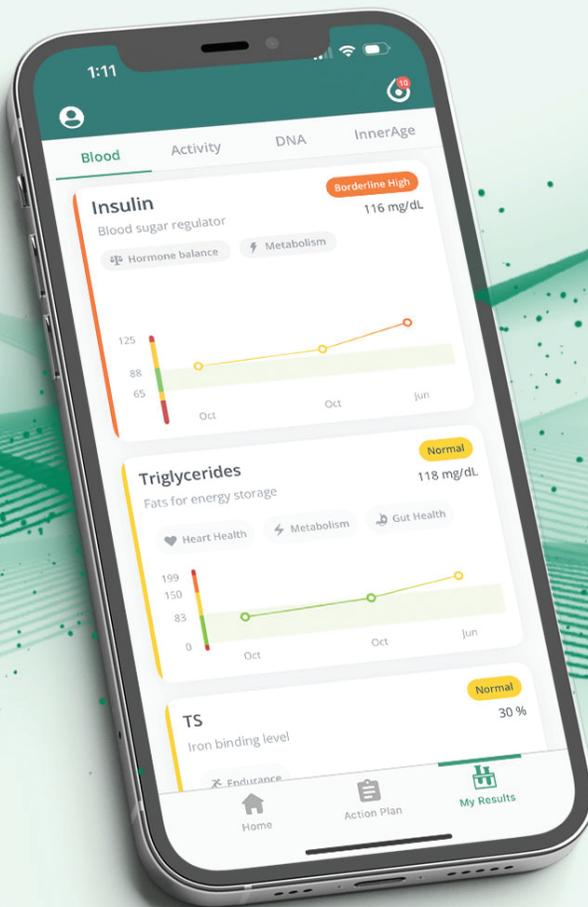 1:11
10
Blood Activity DNA InnerAge
Insulin
Borderline High
Blood sugar regulator
116 mg/dL
Hormone balance Metabolism
125
88
65
Oct Oct Jun
Triglycerides
Normal
Fats for energy storage
118 mg/dL
Heart Health Metabolism Gut Health
199
150
83
0
Oct Oct Jun
TS
Normal
Iron binding level
30 %
Endurance
Home Action Plan My Results